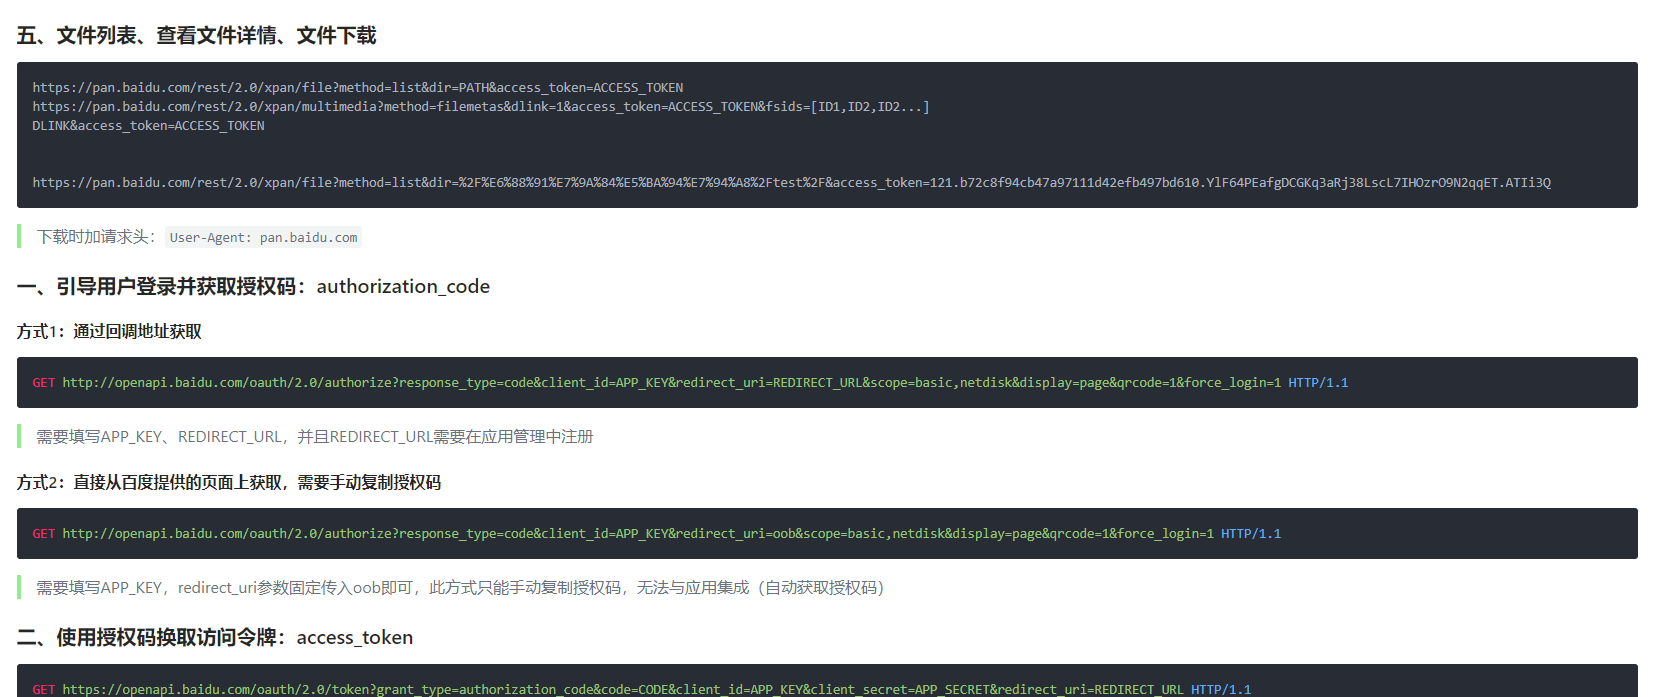 五、文件列表、查看文件详情、文件下载
https://pan.baidu.com/rest/2.0/xpan/file?method=list&dir=PATH&access_token=ACCESS_TOKEN
https://pan.baidu.com/rest/2.0/xpan/multimedia?method=filemetas&dlink=1&access_token=ACCESS_TOKEN&fsids=[ID1,ID2,ID2...]
DLINK&access_token=ACCESS_TOKEN
https://pan.baidu.com/rest/2.0/xpan/file?method=list&dir=%2F%E6%88%91%E7%9A%84%E5%BA%94%E7%94%A8%2Ftest%2F&access_token=121.b72c8f94cb47a97111d42efb497bd610.YlF64PEafgDCGKq3aRj38LscL7IHOzrO9N2qqET.ATIi3Q
下载时加请求头： User-Agent: pan.baidu.com
一、引导用户登录并获取授权码：authorization_code
方式1：通过回调地址获取
GET http://openapi.baidu.com/oauth/2.0/authorize?response_type=code&client_id=APP_KEY&redirect_uri=REDIRECT_URL&scope=basic,netdisk&display=page&qrcode=1&force_login=1 HTTP/1.1
需要填写APP_KEY、REDIRECT_URL，并且REDIRECT_URL需要在应用管理中注册
方式2：直接从百度提供的页面上获取，需要手动复制授权码
GET http://openapi.baidu.com/oauth/2.0/authorize?response_type=code&client_id=APP_KEY&redirect_uri=oob&scope=basic,netdisk&display=page&qrcode=1&force_login=1 HTTP/1.1
需要填写APP_KEY，redirect_uri参数固定传入oob即可，此方式只能手动复制授权码，无法与应用集成（自动获取授权码）
二、使用授权码换取访问令牌：access_token
GET https://openapi.baidu.com/oauth/2.0/token?grant_type=authorization_code&code=CODE&client_id=APP_KEY&client_secret=APP_SECRET&redirect_uri=REDIRECT_URL HTTP/1.1